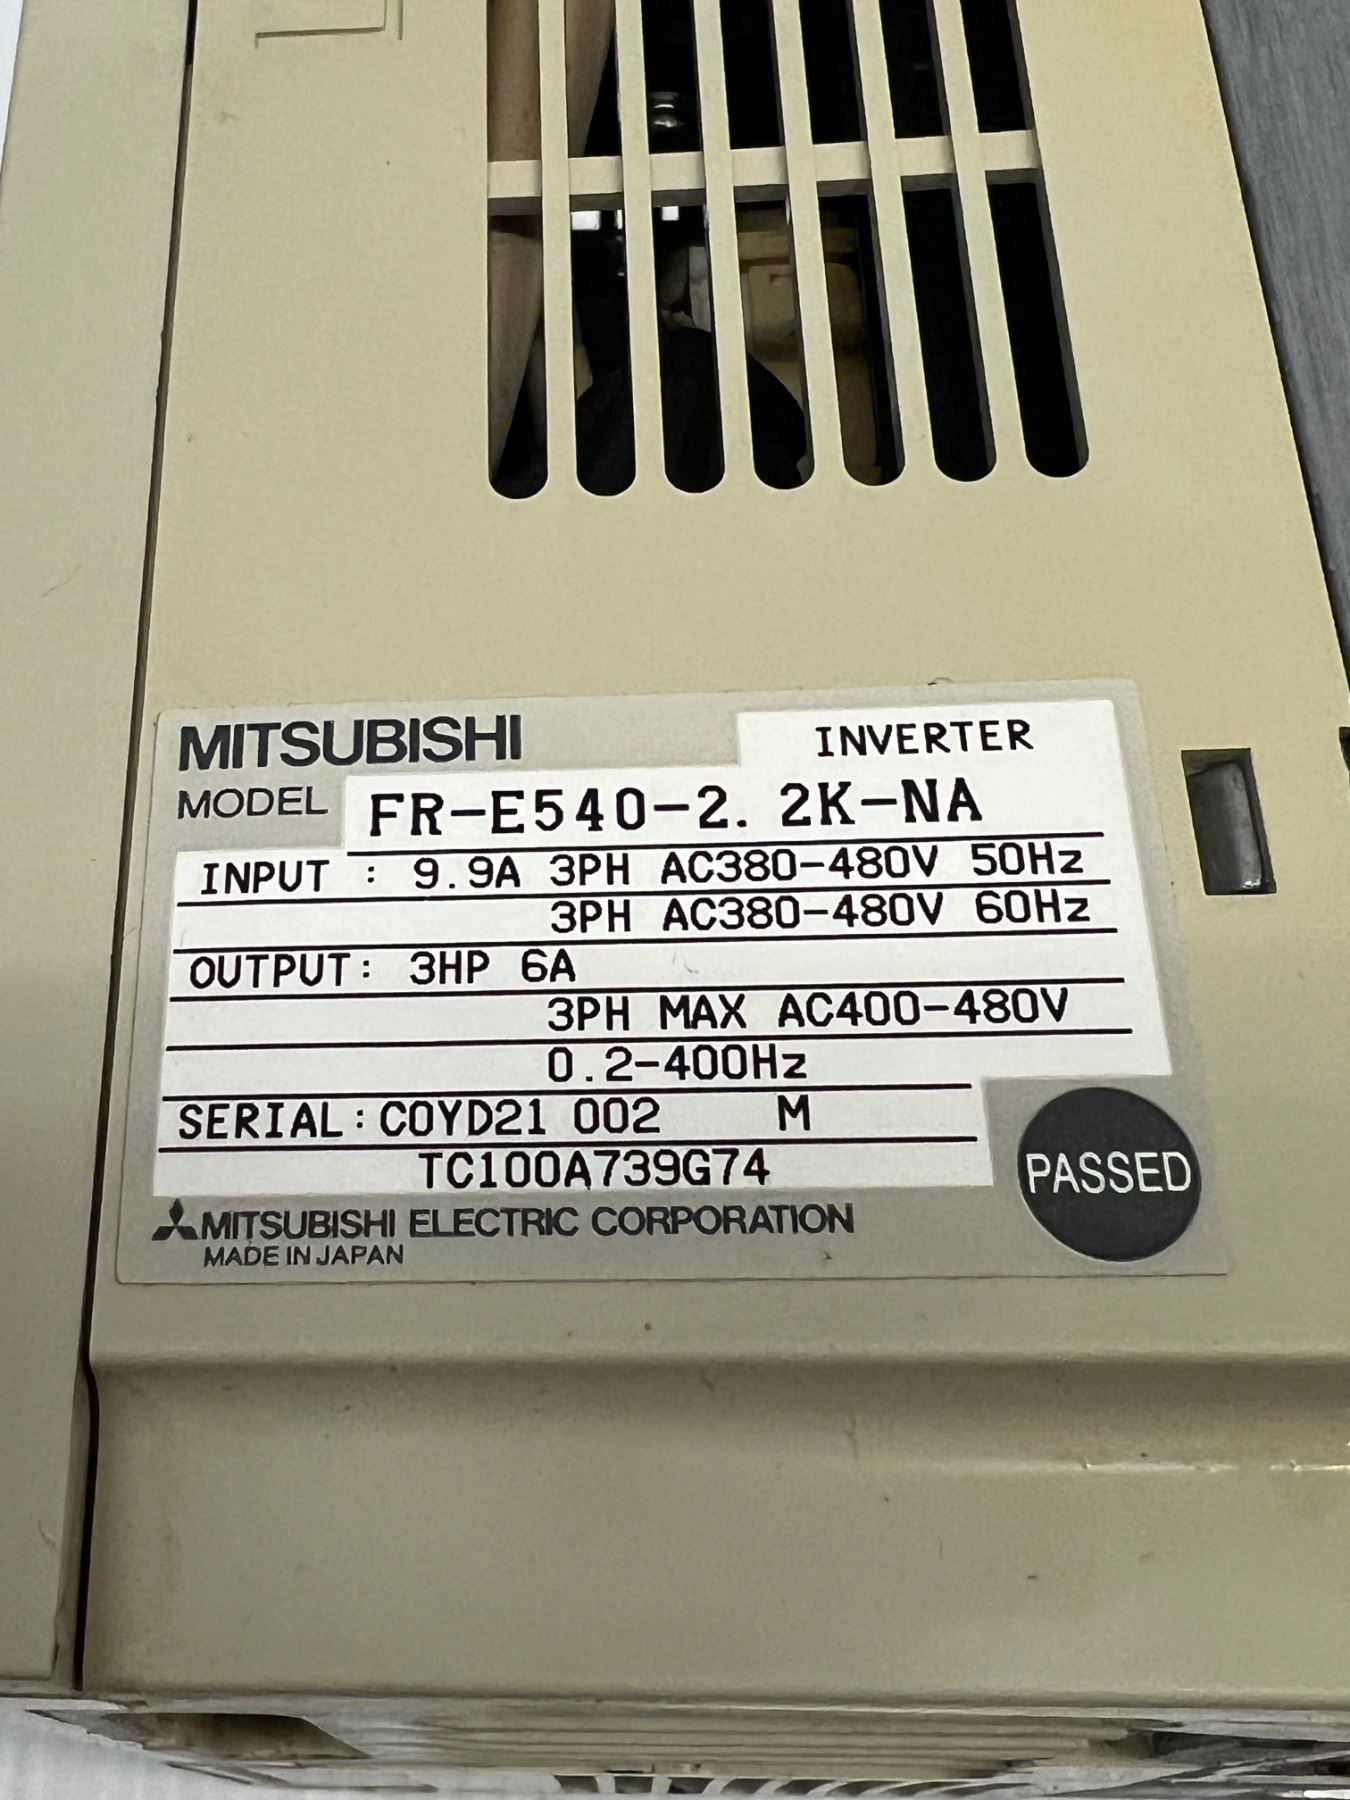 MITSUBISHI INVERTER
MODEL FR-E540-2. 2K-NA
INPUT : 9.9A 3PH AC380-480V 50Hz
3PH AC380-480V 60Hz
OUTPUT: 3HP 6A
3PH MAX AC400-480V
0.2-400Hz
SERIAL:C0YD21 002 M
TC100A739G74
PASSED
MITSUBISHI ELECTRIC CORPORATION
MADE IN JAPAN